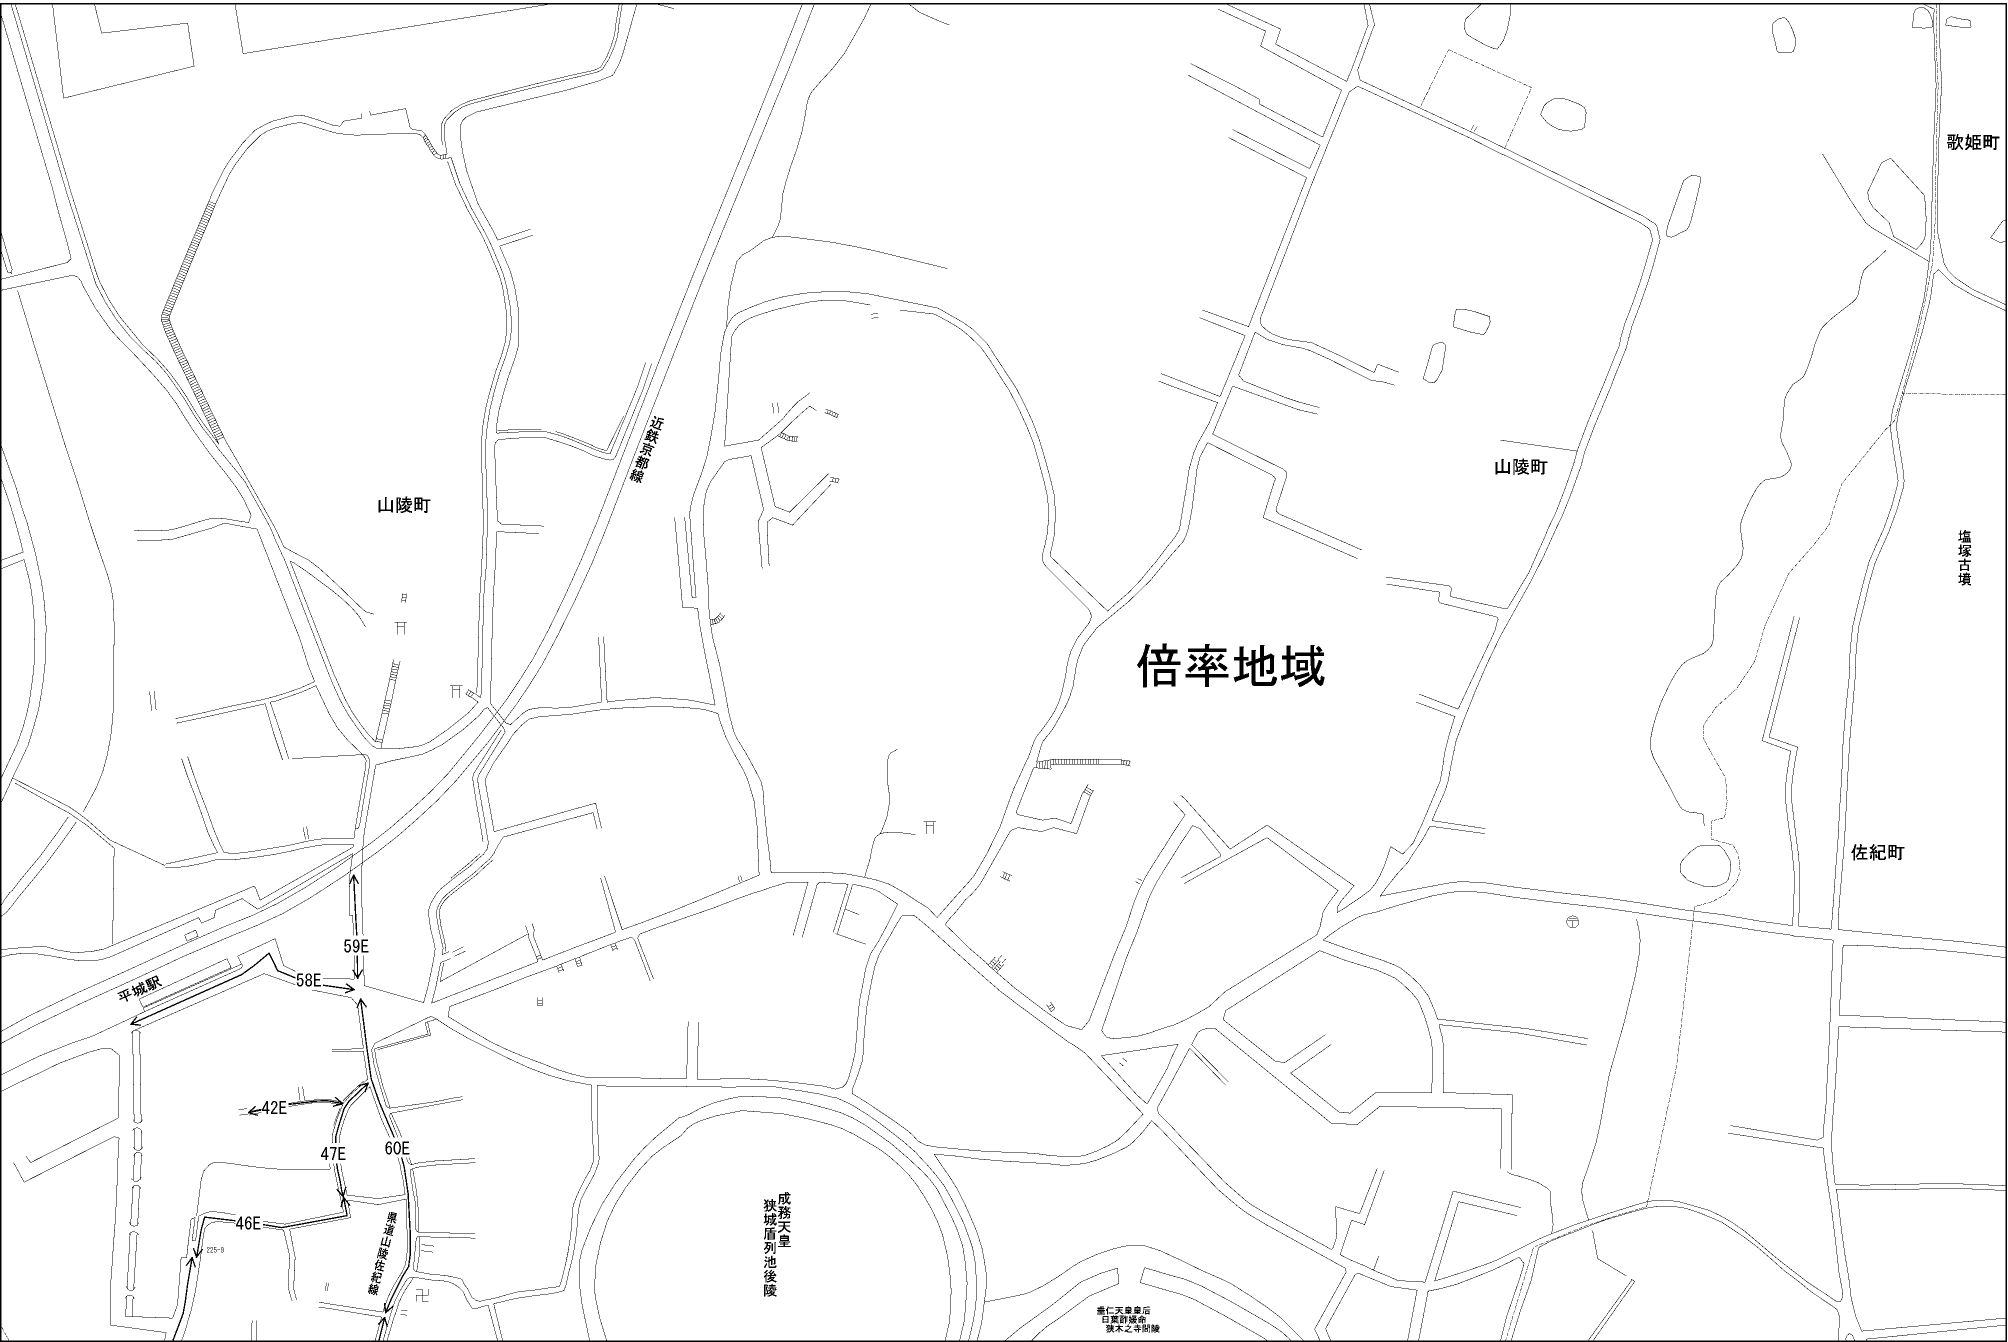 歌姫町
近鉄京都線
山陵町
山陵町
塩塚古墳
倍率地域
佐紀町
59E
58E
平城駅
42E
60E
47E
46E
225-9
県道山陵佐紀線
成務天皇
狭城盾列池後陵
垂仁天皇皇后
日葉酢媛命
狭木之寺間陵